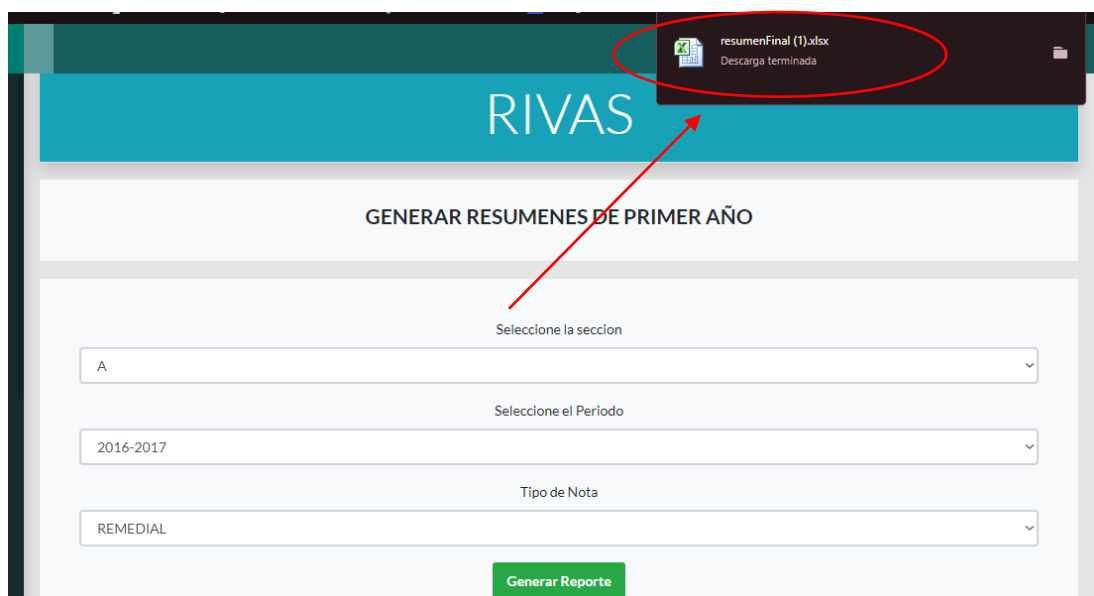 resumenFinal (1).xlsx
Descarga terminada
RIVAS
GENERAR RESUMENES DE PRIMER AÑO
Seleccione la seccion
A
Seleccione el Periodo
2016-2017
Tipo de Nota
REMEDIAL
Generar Reporte